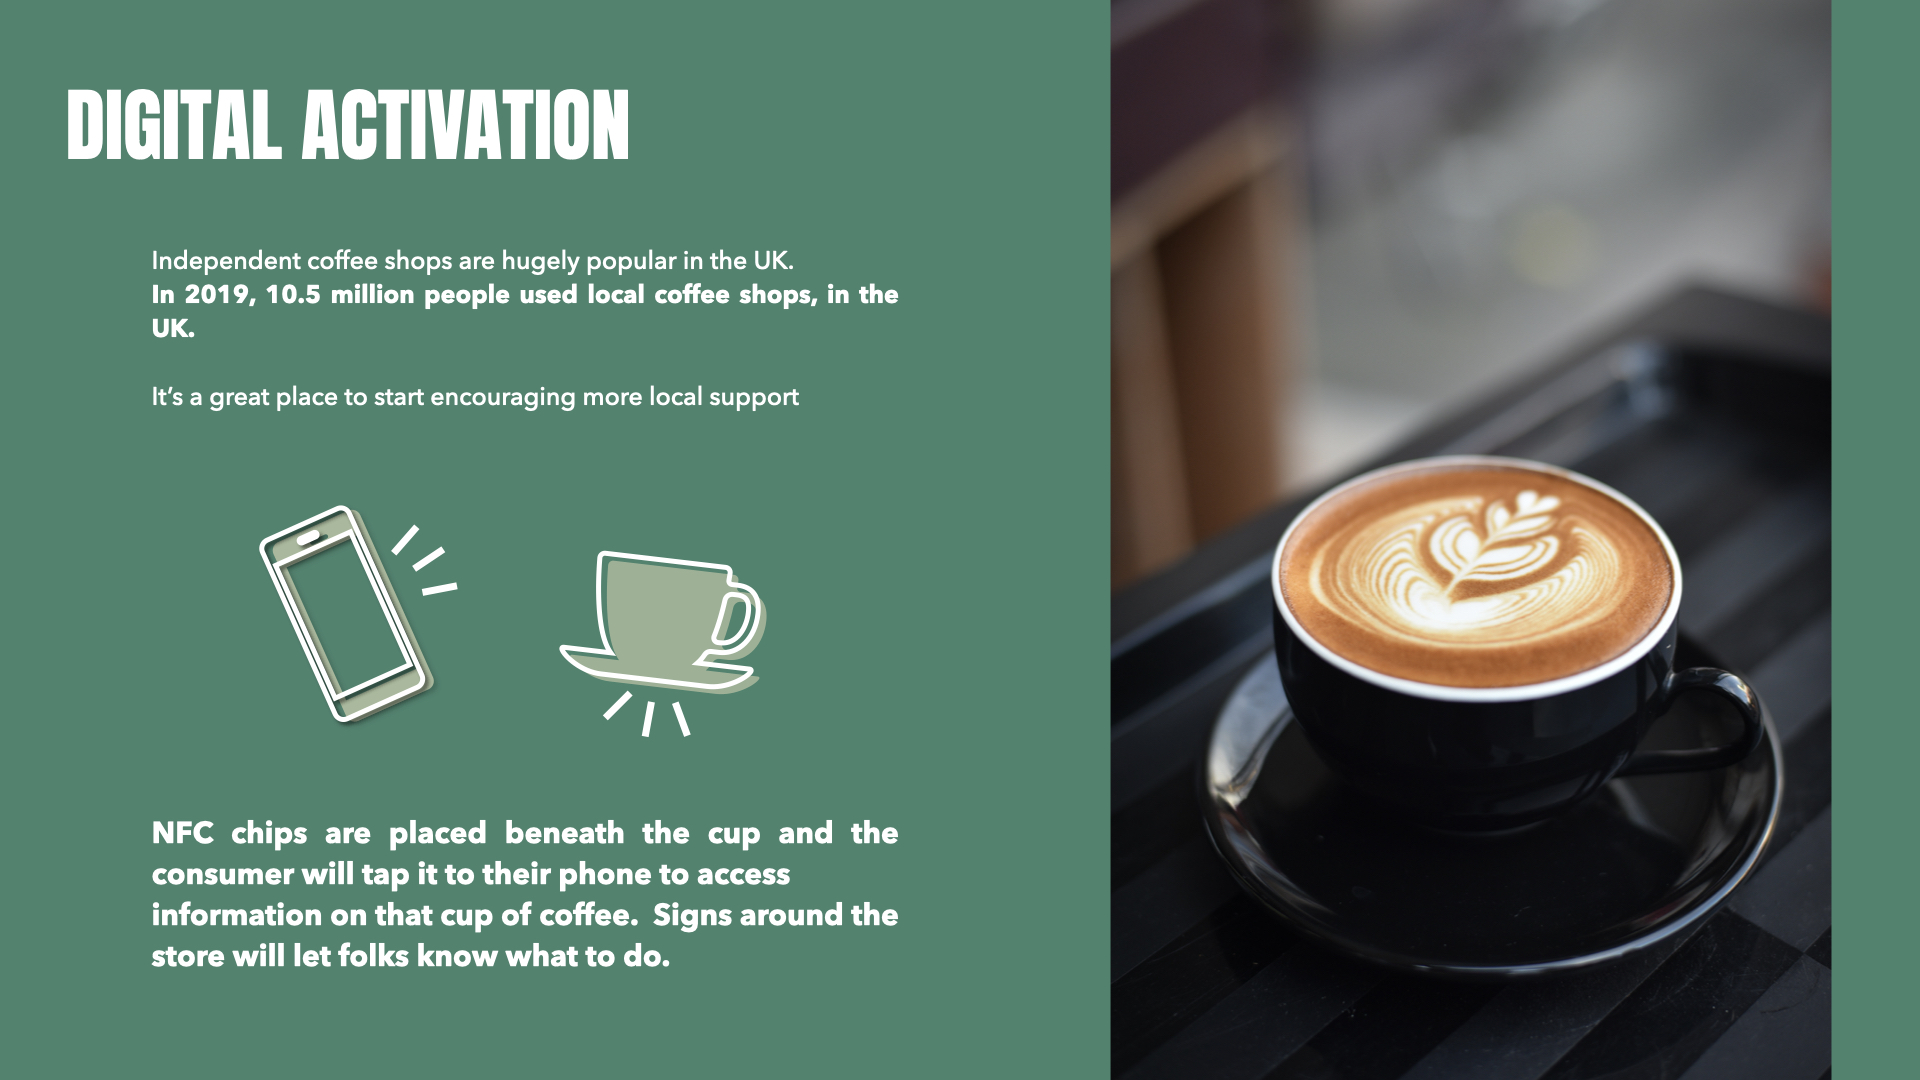 DIGITAL ACTIVATION
Independent coffee shops are hugely popular in the UK.
In 2019, 10.5 million people used local coffee shops, in the
UK.
It’s a great place to start encouraging more local support
NFC chips are placed beneath the cup and the
consumer will tap it to their phone to access
information on that cup of coffee.  Signs around the
store will let folks know what to do.